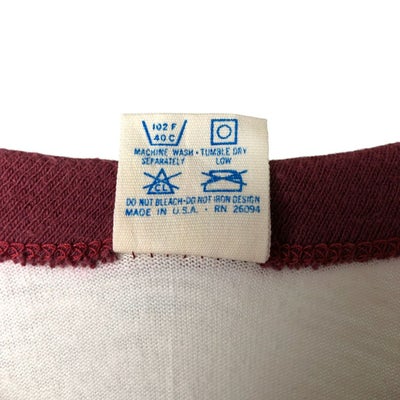 102 F
40 C
MACHINE WASH • TUMBLE DRY
SEPARATELY LOW
CL
DO NOT BLEACH • DO NOT IRON DESIGN
MADE IN U.S.A. • RN 26094